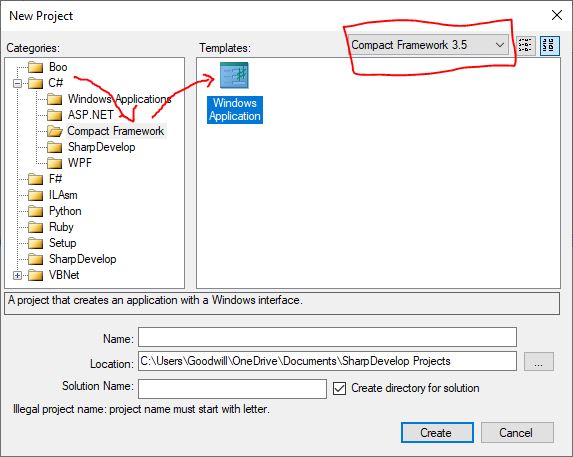 New Project
Categories:
Templates:
Compact Framework 3.5
Boo
C#
Windows Applications
ASP.NET
Compact Framework
SharpDevelop
WPF
F#
ILAsm
Python
Ruby
Setup
SharpDevelop
VBNet
Windows
Application
A project that creates an application with a Windows interface.
Name:
Location: C:\Users\Goodwill\OneDrive\Documents\SharpDevelop Projects ...
Solution Name: Create directory for solution
Illegal project name: project name must start with letter.
Create Cancel